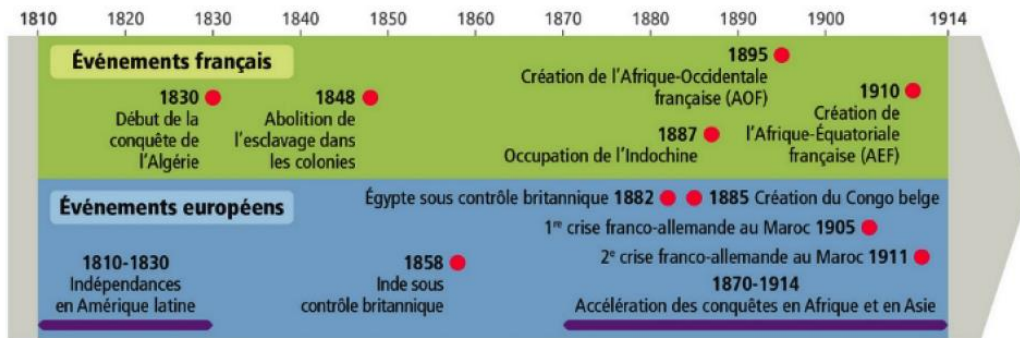 1810 1820 1830 1840 1850 1860 1870 1880 1890 1900 1914
Événements français
1830
Début de la
conquête de
l'Algérie
1848
Abolition de
l'esclavage dans
les colonies
1895
Création de l'Afrique-Occidentale
française (AOF)
1887
Occupation de l'Indochine
1910
Création de
l'Afrique-Équatoriale
française (AEF)
Événements européens
Égypte sous contrôle britannique 1882
1885 Création du Congo belge
1re crise franco-allemande au Maroc 1905
2e crise franco-allemande au Maroc 1911
1810-1830
Indépendances
en Amérique latine
1858
Inde sous
contrôle britannique
1870-1914
Accélération des conquêtes en Afrique et en Asie